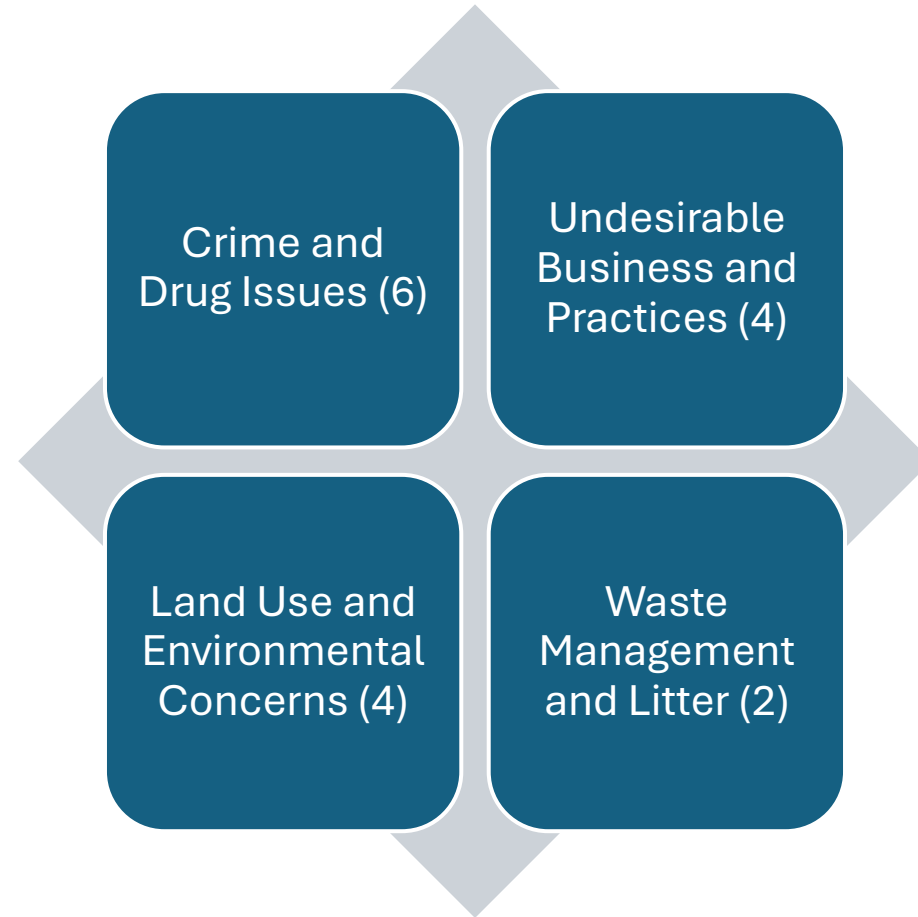 Crime and
Drug Issues (6)
Undesirable
Business and
Practices (4)
Land Use and
Environmental
Concerns (4)
Waste
Management
and Litter (2)